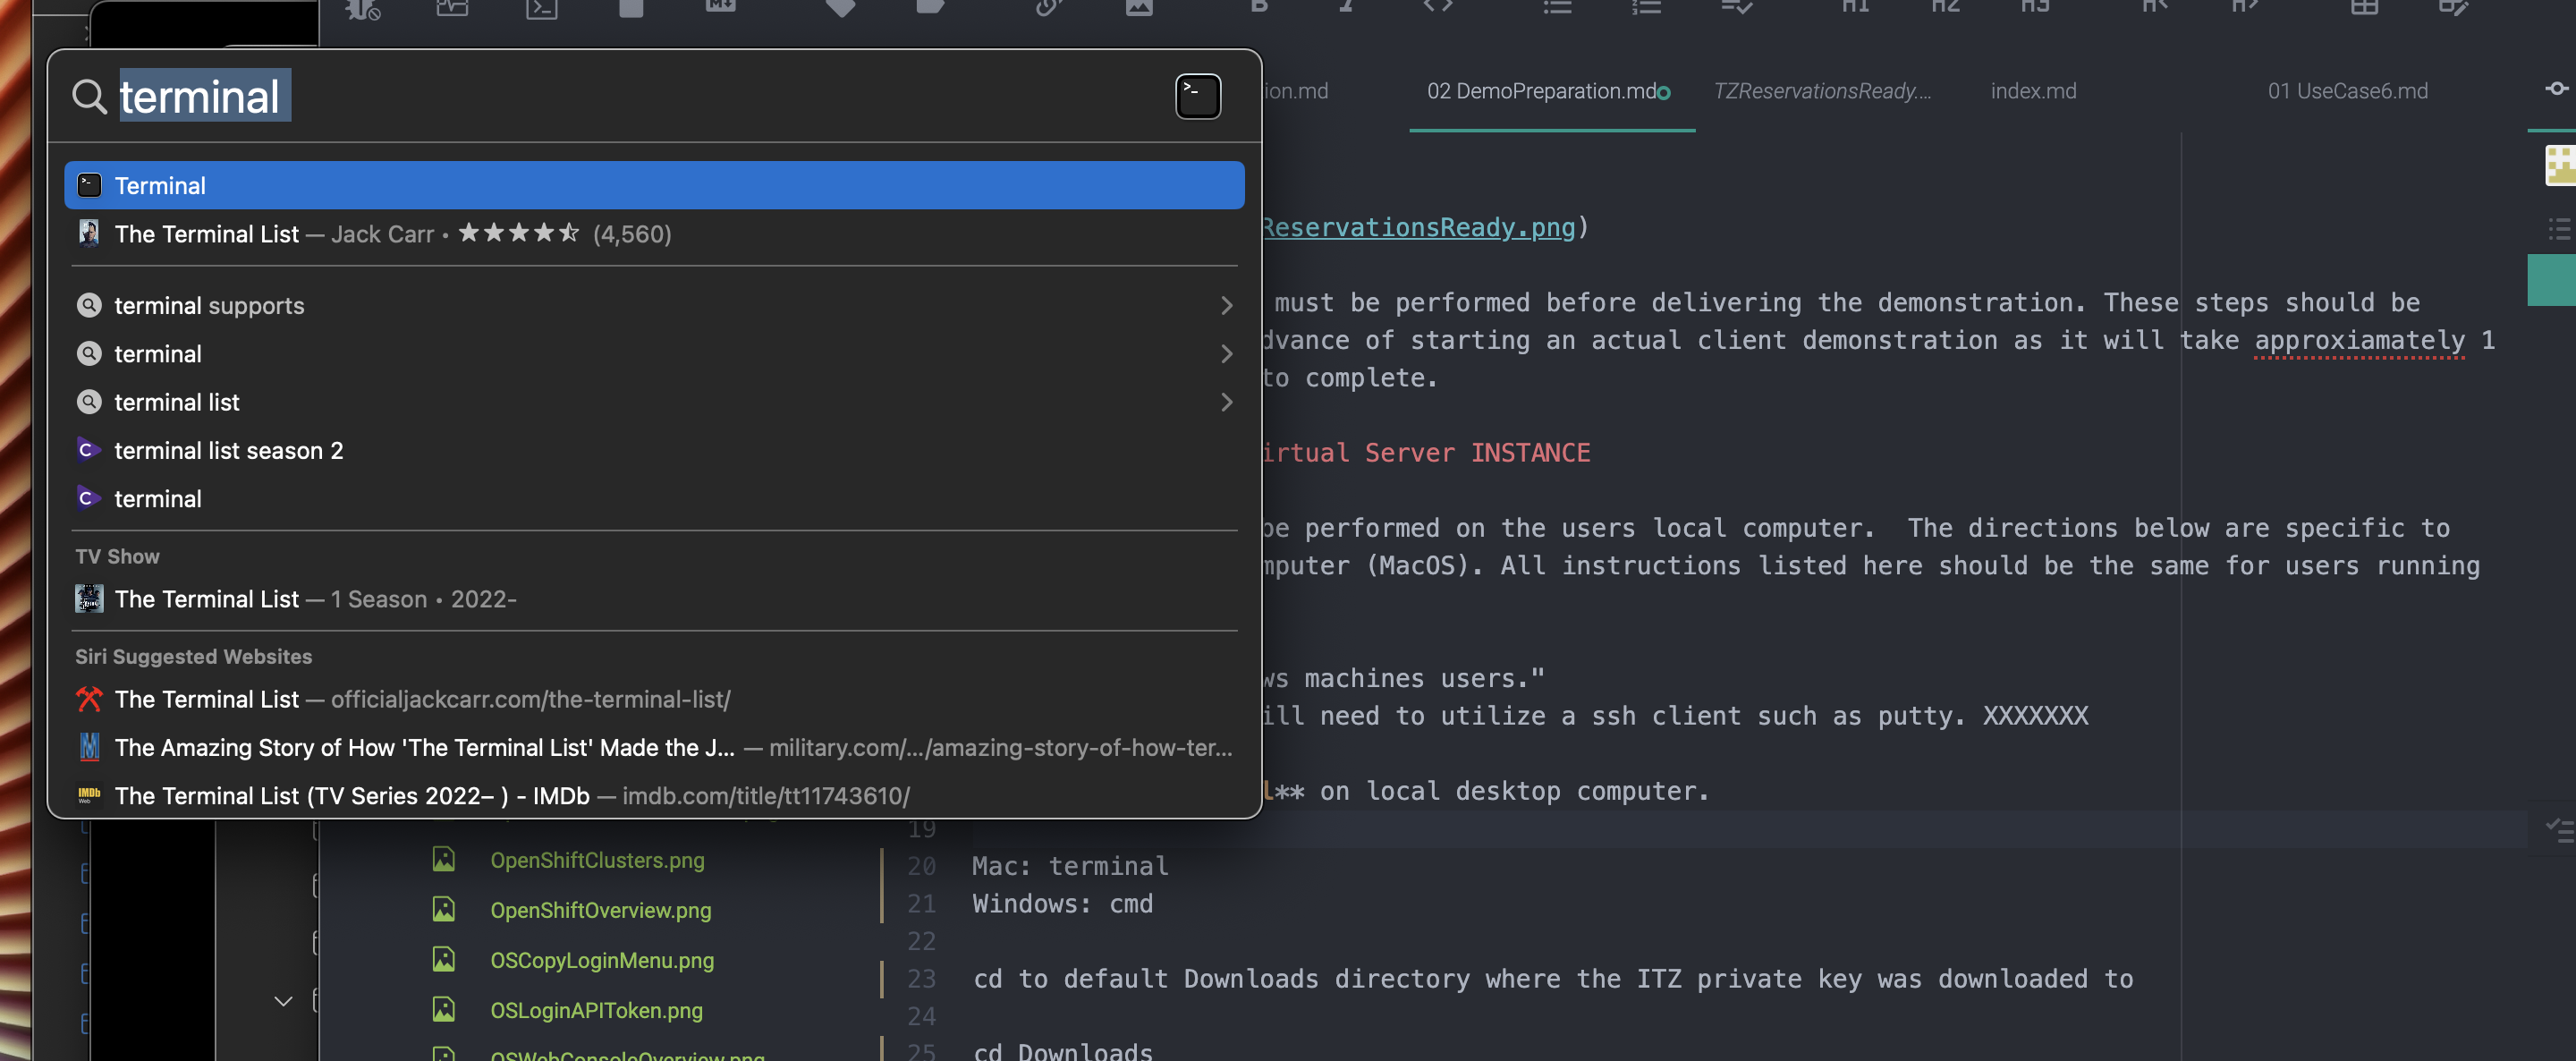 B I <> H1 H2 H3 H< H>
terminal
ion.md
02 DemoPreparation.md
TZReservationsReady....
index.md
01 UseCase6.md
Terminal
The Terminal List — Jack Carr • ★★★★⯪ (4,560)
terminal supports
terminal
terminal list
terminal list season 2
terminal
TV Show
The Terminal List — 1 Season • 2022-
Siri Suggested Websites
The Terminal List — officialjackcarr.com/the-terminal-list/
The Amazing Story of How 'The Terminal List' Made the J... — military.com/.../amazing-story-of-how-ter...
The Terminal List (TV Series 2022– ) - IMDb — imdb.com/title/tt11743610/
ReservationsReady.png)
must be performed before delivering the demonstration. These steps should be
dvance of starting an actual client demonstration as it will take approxiamately 1
to complete.
irtual Server INSTANCE
be performed on the users local computer.  The directions below are specific to
mputer (MacOS). All instructions listed here should be the same for users running
ws machines users."
ill need to utilize a ssh client such as putty. XXXXXXX
l** on local desktop computer.
OpenShiftClusters.png
OpenShiftOverview.png
OSCopyLoginMenu.png
OSLoginAPIToken.png
OSWebConsoleOverview.png
19
20 Mac: terminal
21 Windows: cmd
22
23 cd to default Downloads directory where the ITZ private key was downloaded to
24
25 cd Downloads